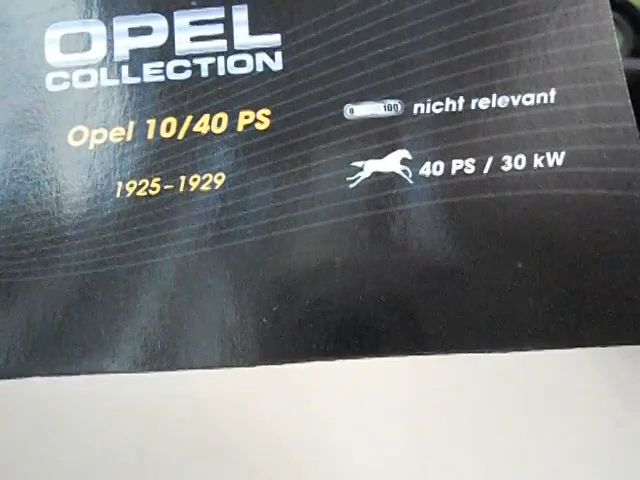 OPEL
COLLECTION
Opel 10/40 PS
1925-1929
0 100 nicht relevant
40 PS / 30 kW